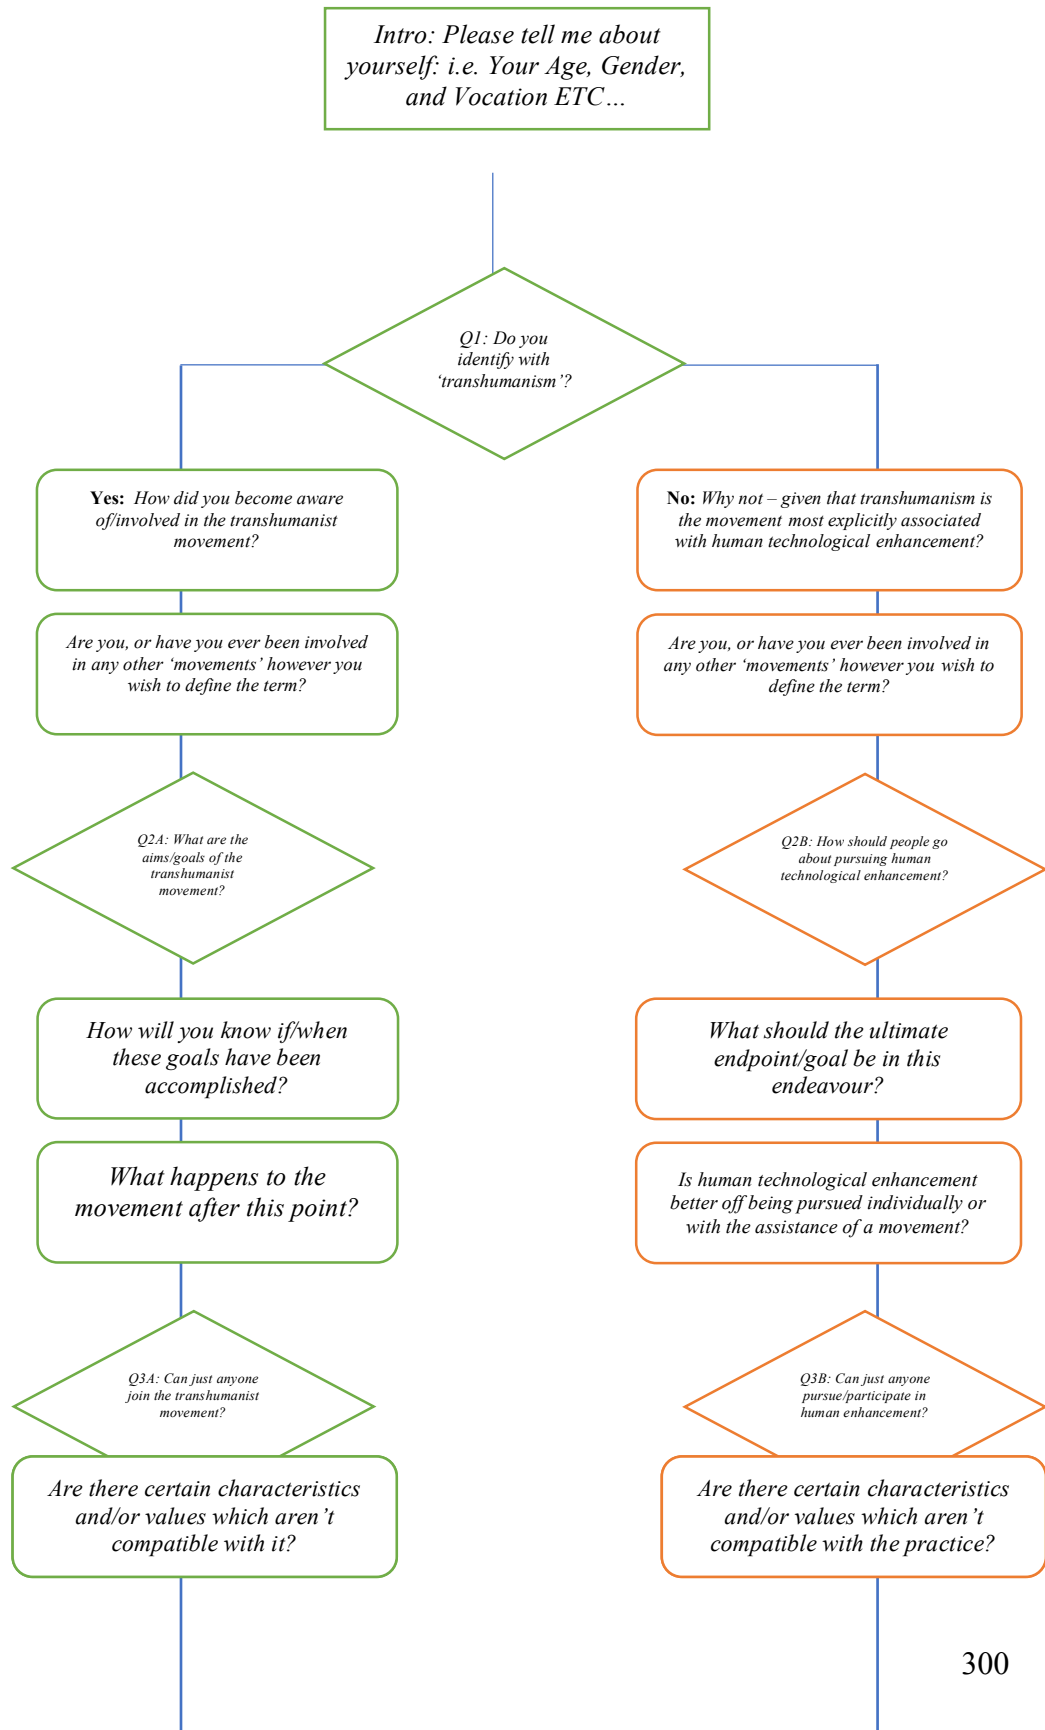 Intro: Please tell me about
yourself: i.e. Your Age, Gender,
and Vocation ETC…
Q1: Do you
identify with
‘transhumanism’?
Yes: How did you become aware
of/involved in the transhumanist
movement?
No: Why not – given that transhumanism is
the movement most explicitly associated
with human technological enhancement?
Are you, or have you ever been involved
in any other ‘movements’ however you
wish to define the term?
Are you, or have you ever been involved in
any other ‘movements’ however you wish to
define the term?
Q2A: What are the
aims/goals of the
transhumanist
movement?
Q2B: How should people go
about pursuing human
technological enhancement?
How will you know if/when
these goals have been
accomplished?
What should the ultimate
endpoint/goal be in this
endeavour?
What happens to the
movement after this point?
Is human technological enhancement
better off being pursued individually or
with the assistance of a movement?
Q3A: Can just anyone
join the transhumanist
movement?
Q3B: Can just anyone
pursue/participate in
human enhancement?
Are there certain characteristics
and/or values which aren’t
compatible with it?
Are there certain characteristics
and/or values which aren’t
compatible with the practice?
300